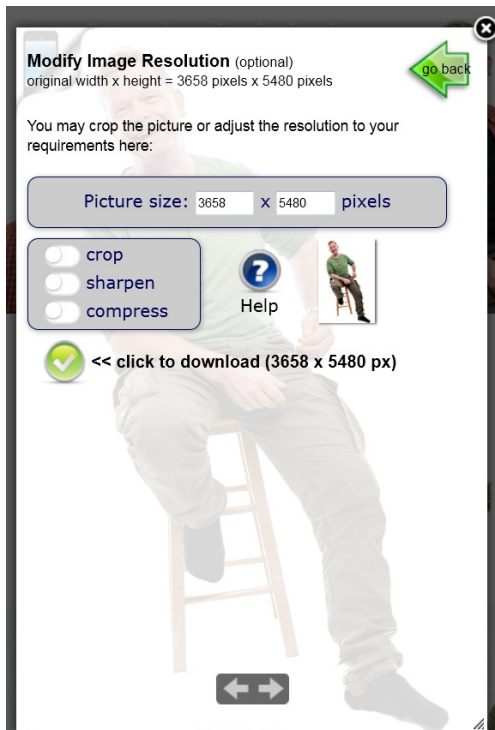 Modify Image Resolution (optional)
original width x height = 3658 pixels x 5480 pixels
go back
You may crop the picture or adjust the resolution to your
requirements here:
Picture size: 3658 x 5480 pixels
crop
sharpen
compress
?
Help
<< click to download (3658 x 5480 px)